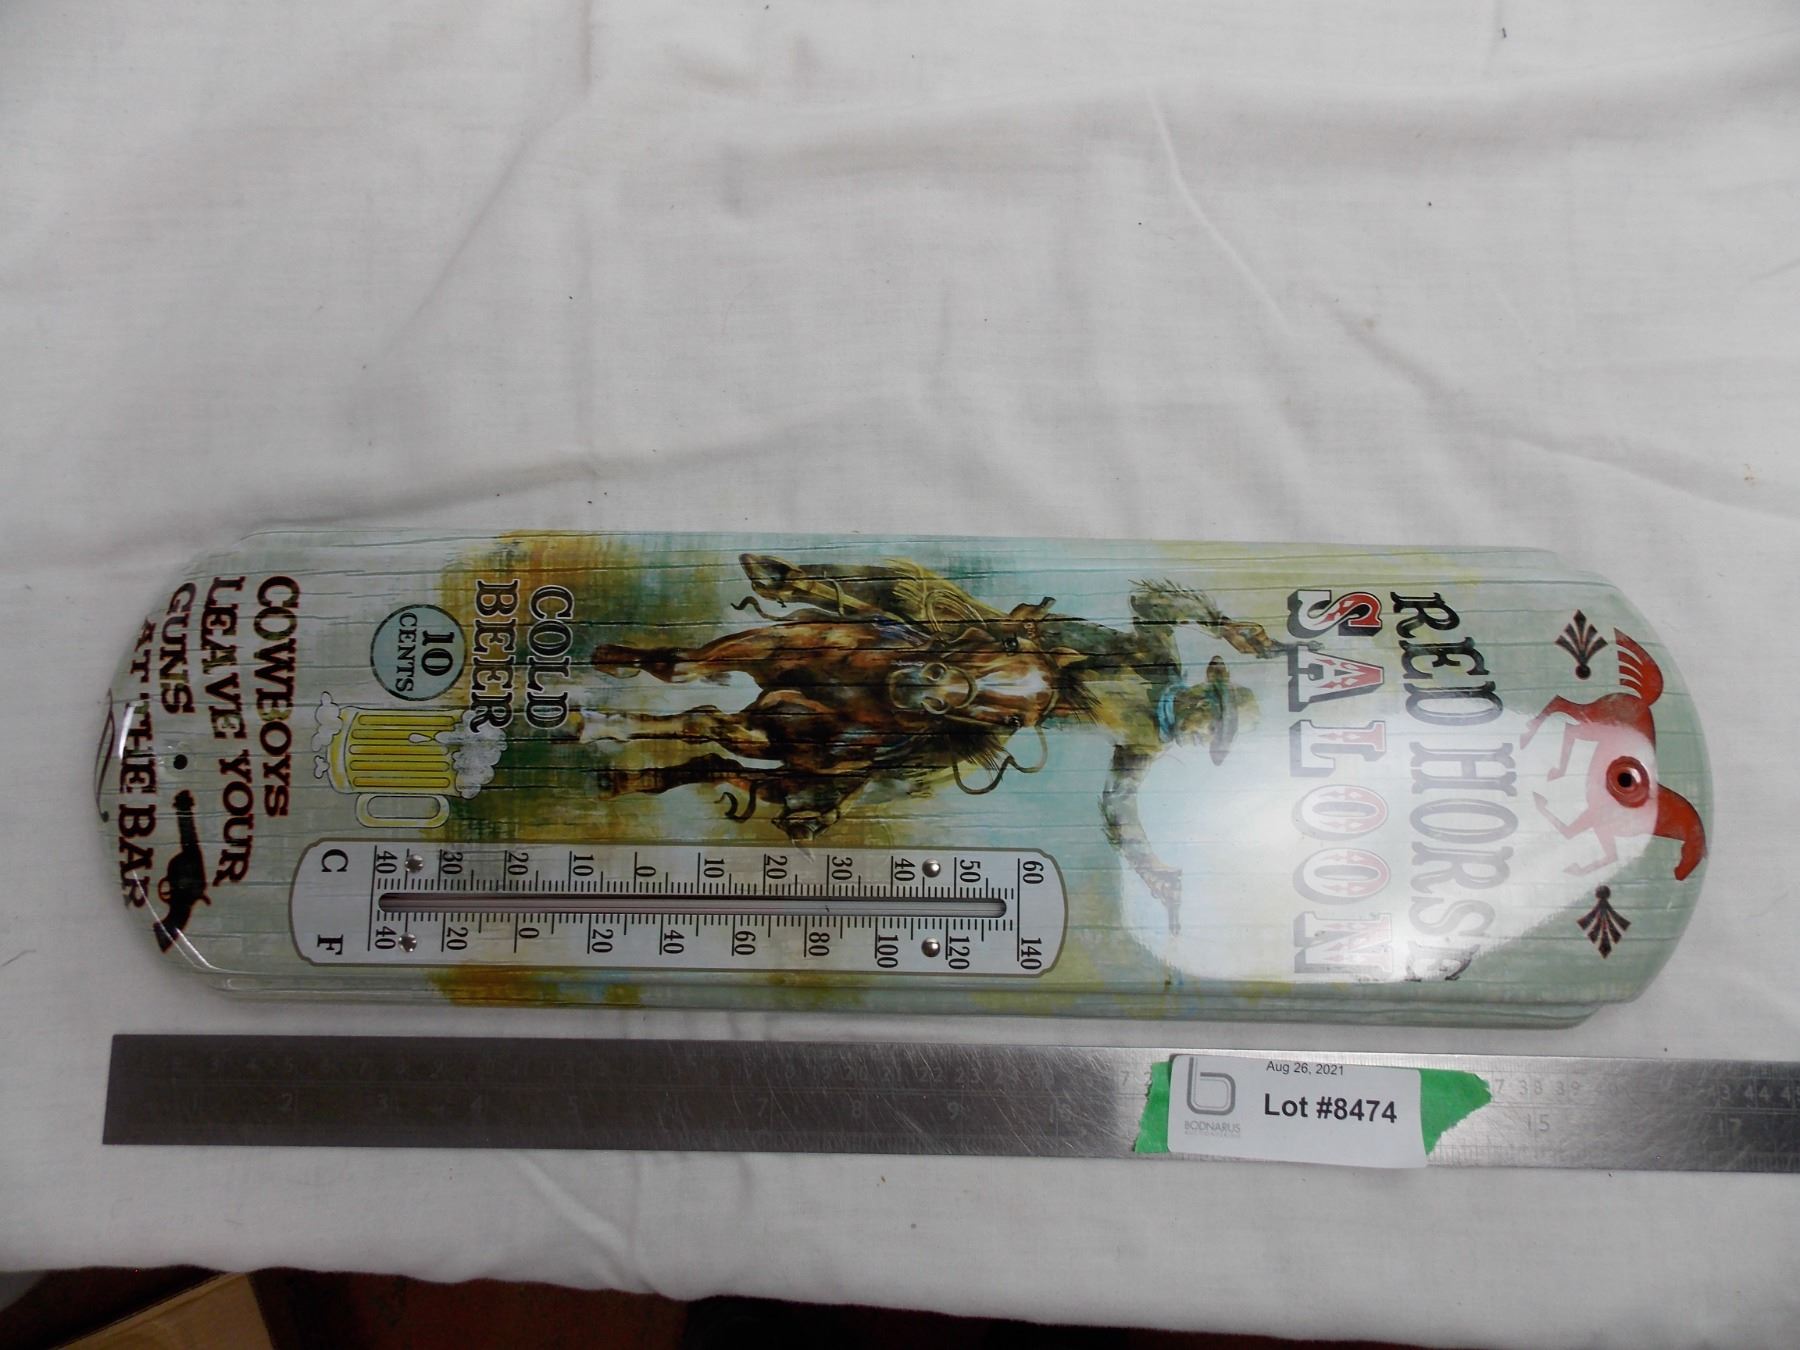 RED HORSE
SALOON
COLD
BEER
10
CENTS
C F
60 140
50 120
40 100
30 80
20 60
10 40
0 20
10 0
20 20
30
40 40
COWBOYS
LEAVE YOUR
GUNS
AT THE BAR
Aug 26, 2021
Lot #8474
b
BODNARUS
AUCTIONEERING